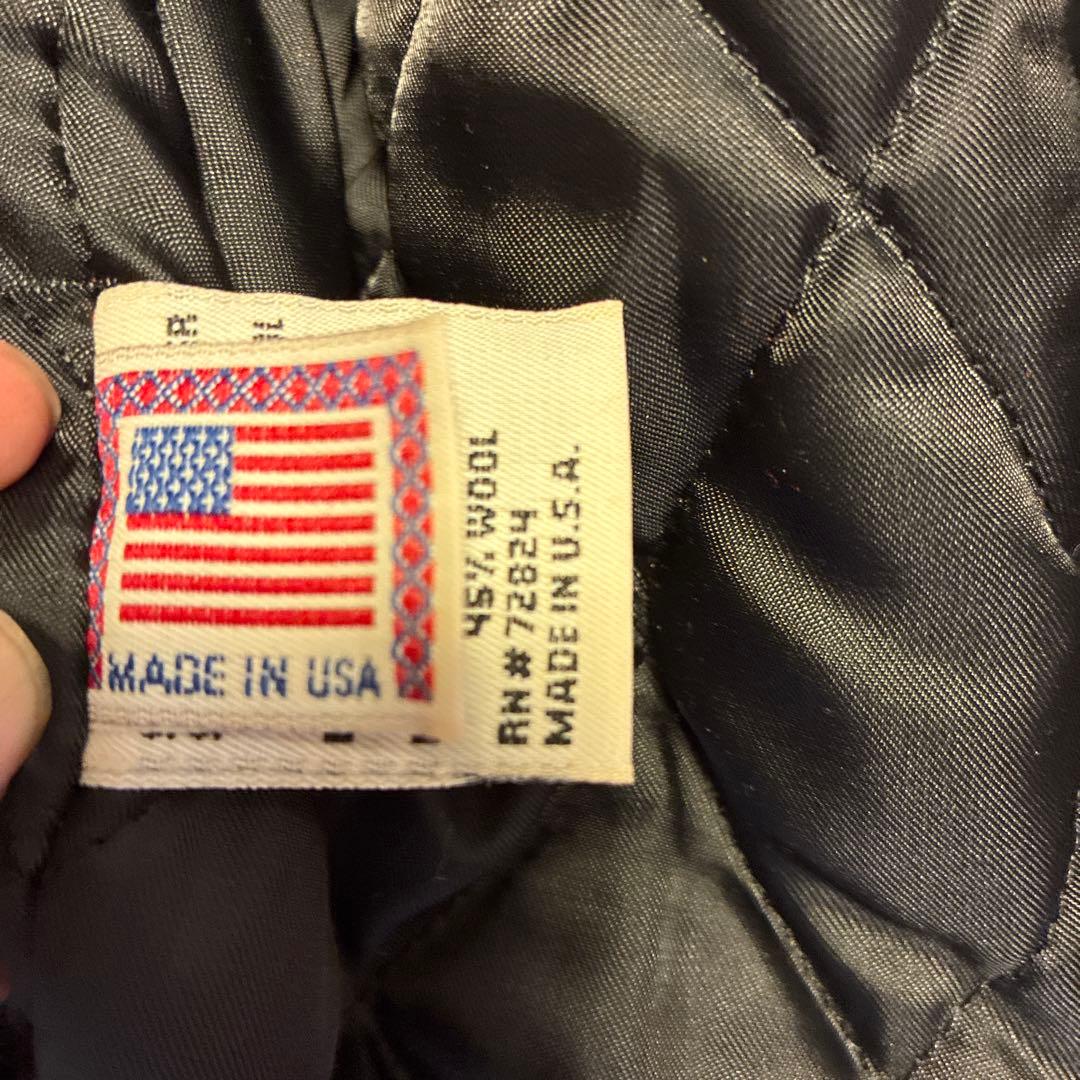 MADE IN USA
45% WOOL
RN#72824
MADE IN U.S.A.